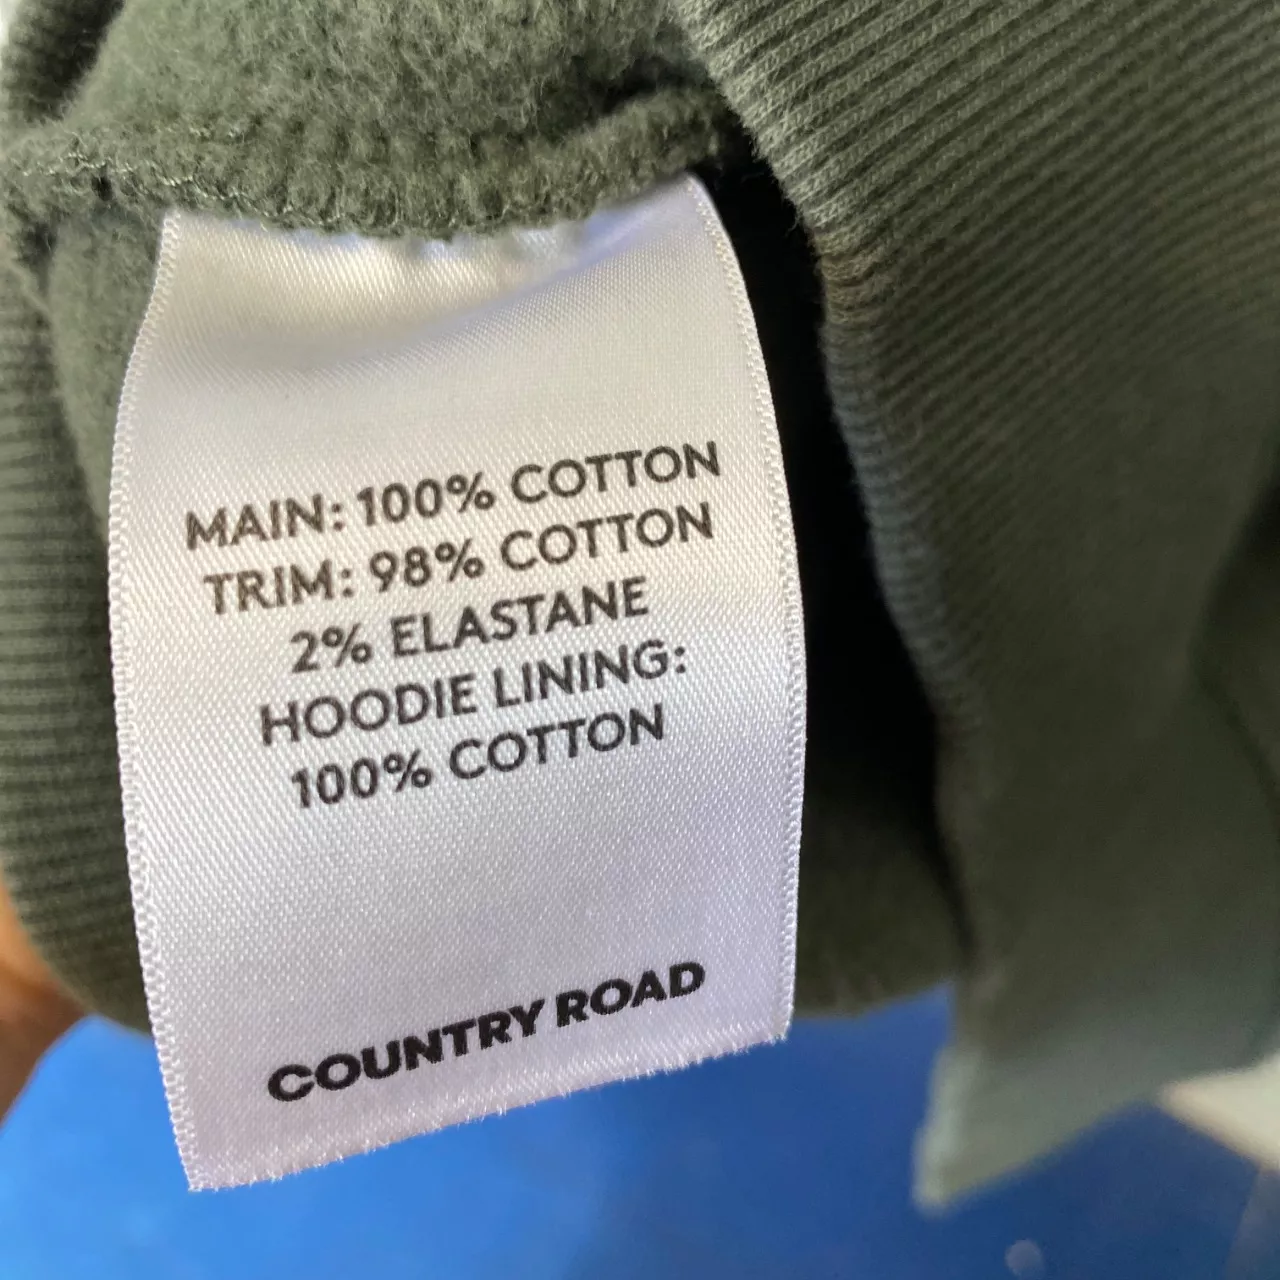 MAIN: 100% COTTON
TRIM: 98% COTTON
2% ELASTANE
HOODIE LINING:
100% COTTON
COUNTRY ROAD